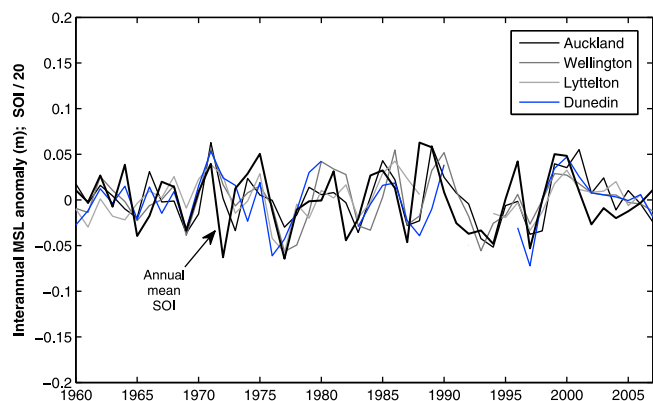 Interannual MSL anomaly (m); SOI / 20
0.2
0.15
0.1
0.05
0
−0.05
−0.1
−0.15
−0.2
Auckland
Wellington
Lyttelton
Dunedin
Annual
mean
SOI
1960 1965 1970 1975 1980 1985 1990 1995 2000 2005